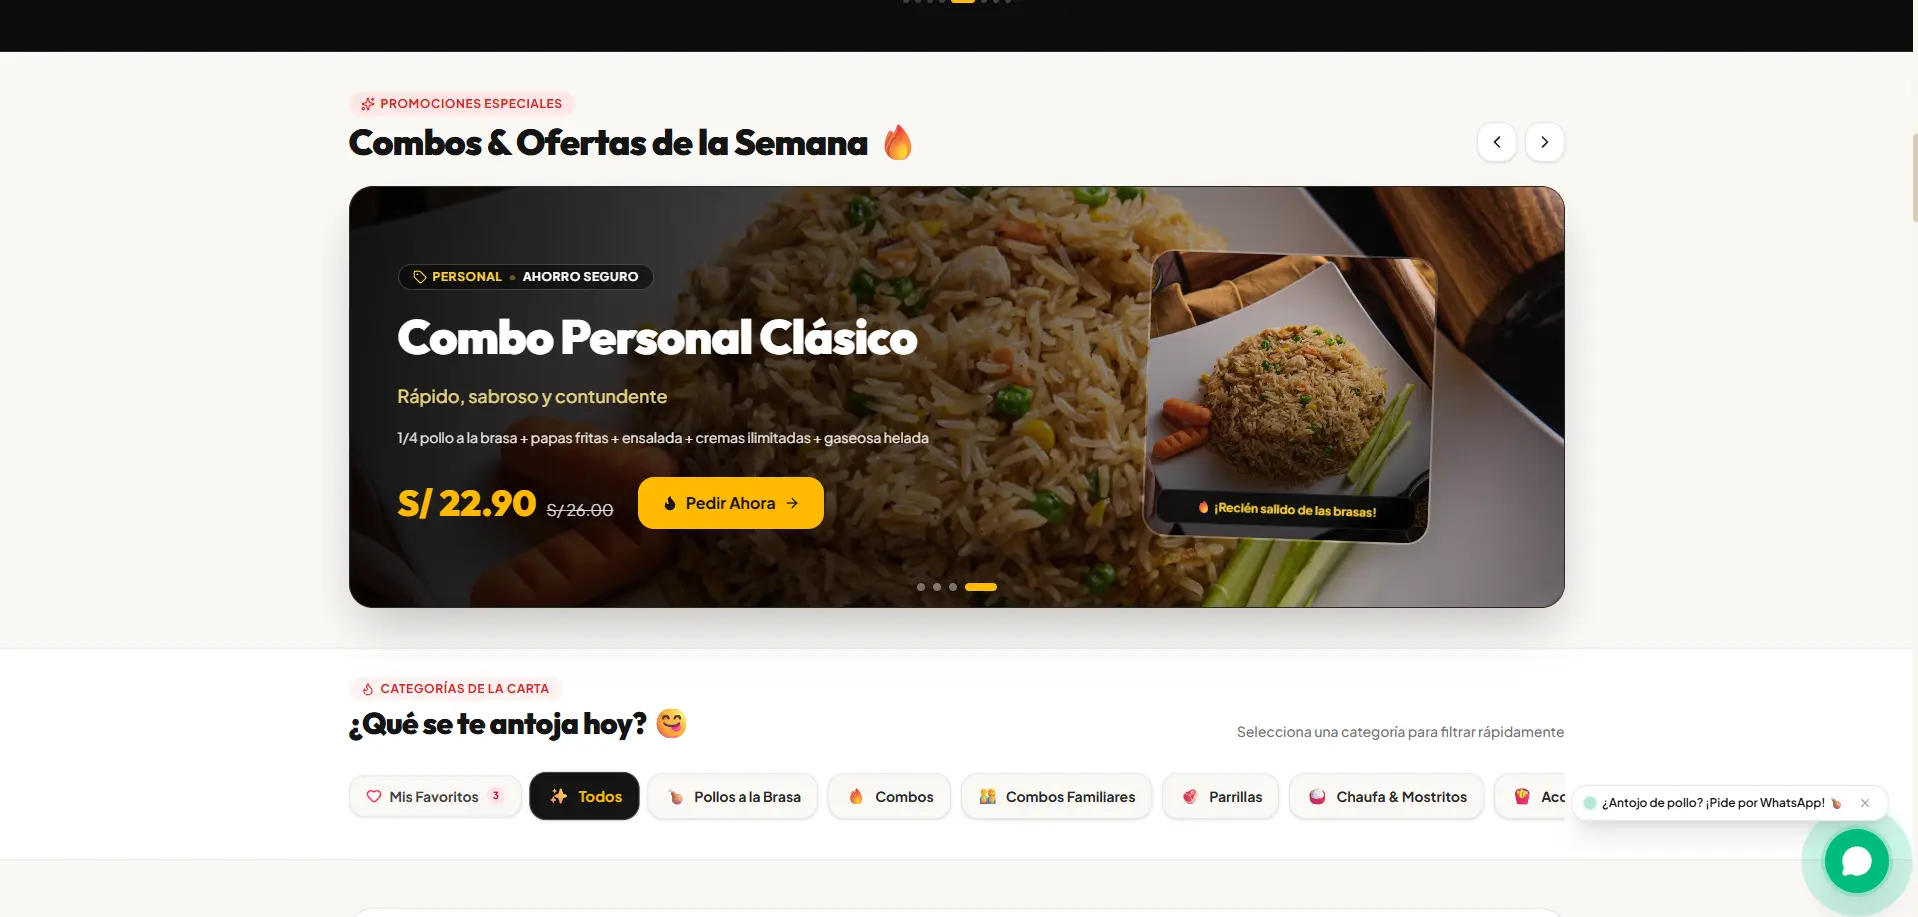 PROMOCIONES ESPECIALES
Combos & Ofertas de la Semana 🔥
PERSONAL • AHORRO SEGURO
Combo Personal Clásico
Rápido, sabroso y contundente
1/4 pollo a la brasa + papas fritas + ensalada + cremas ilimitadas + gaseosa helada
S/ 22.90 S/ 26.00 Pedir Ahora →
🔥 ¡Recién salido de las brasas!
CATEGORÍAS DE LA CARTA
¿Qué se te antoja hoy? 😋
Selecciona una categoría para filtrar rápidamente
Mis Favoritos 3 ✨ Todos 🍗 Pollos a la Brasa 🔥 Combos 👨‍👩‍👧‍👦 Combos Familiares 🥩 Parrillas 🍚 Chaufa & Mostritos 🍟
¿Antojo de pollo? ¡Pide por WhatsApp! 🍗 ×